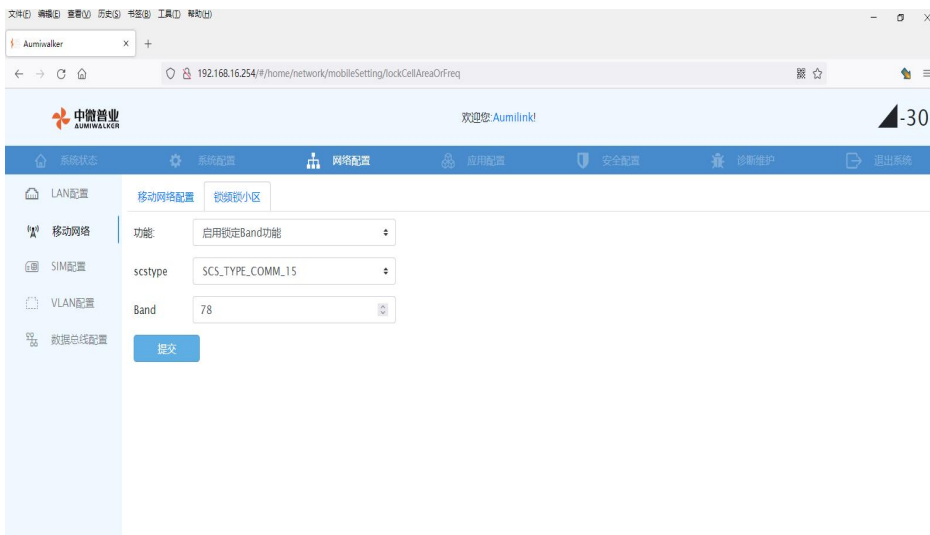 文件(F) 编辑(E) 查看(V) 历史(S) 书签(B) 工具(T) 帮助(H)
Aumiwalker × +
192.168.16.254/#/home/network/mobileSetting/lockCellAreaOrFreq
中微普业
AUMIWALKER
欢迎您:Aumilink!
-30
系统状态 系统配置 网络配置 应用配置 安全配置 诊断维护 退出系统
LAN配置
移动网络
SIM配置
VLAN配置
数据总线配置
移动网络配置 锁频锁小区
功能: 启用锁定Band功能
scstype SCS_TYPE_COMM_15
Band 78
提交